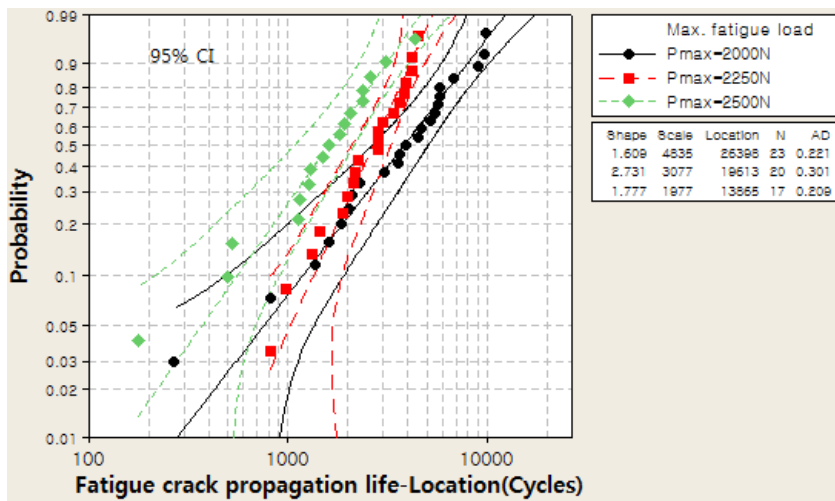 95% CI
Probability
0.99
0.9
0.8
0.7
0.6
0.5
0.4
0.3
0.2
0.1
0.05
0.03
0.02
0.01
100 1000 10000
Fatigue crack propagation life-Location(Cycles)
Max. fatigue load
Pmax-2000N
Pmax-2250N
Pmax-2500N
Shape Scale Location N AD
1.609 4835 26398 23 0.221
2.731 3077 19613 20 0.301
1.777 1977 13865 17 0.209